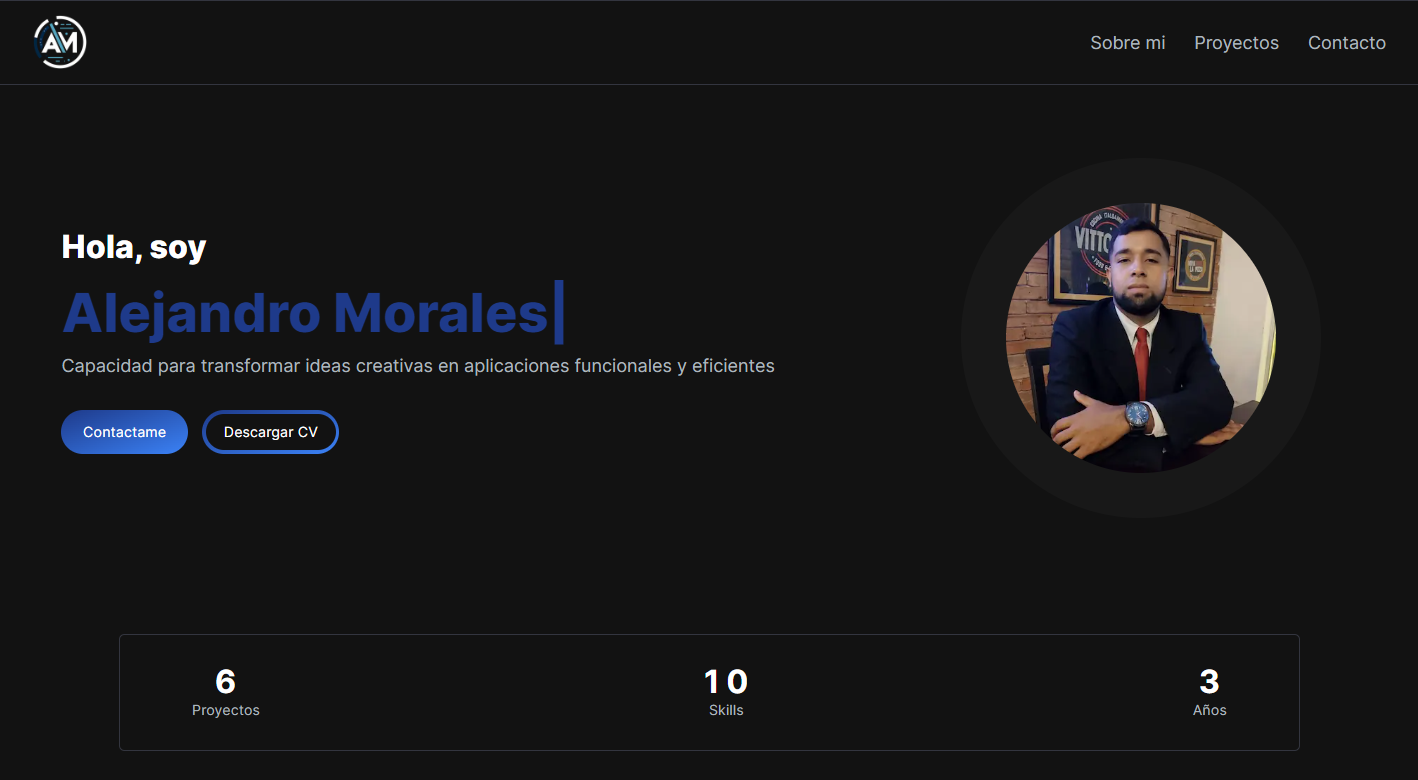 AM
Sobre mi Proyectos Contacto
Hola, soy
Alejandro Morales|
Capacidad para transformar ideas creativas en aplicaciones funcionales y eficientes
Contactame Descargar CV
VITTO
6 10 3
Proyectos Skills Años